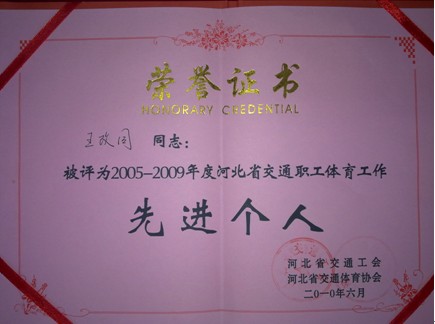 荣誉证书
HONORARY CREDENTIAL
王改同 同志：
被评为2005-2009年度河北省交通职工体育工作
先进个人
河北省交通工会
河北省交通体育协会
二〇一〇年六月